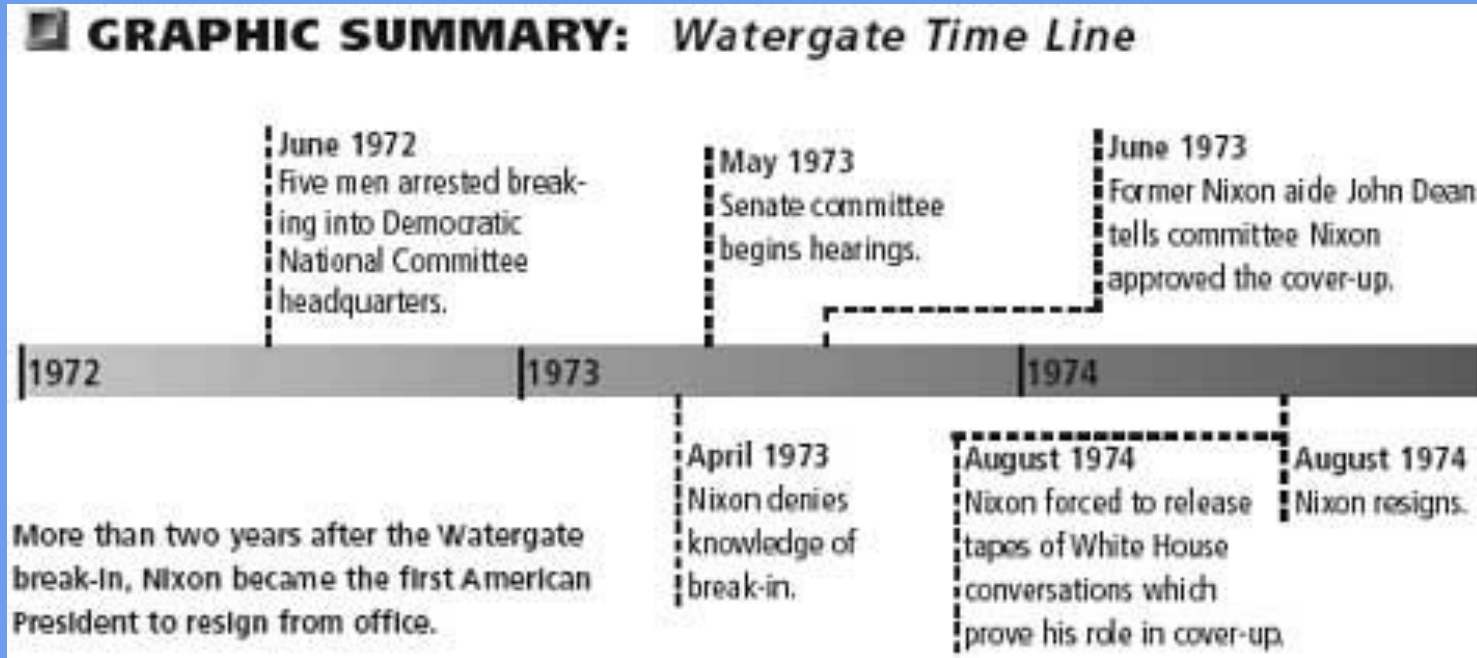 GRAPHIC SUMMARY: Watergate Time Line
June 1972
Five men arrested break-
ing into Democratic
National Committee
headquarters.
May 1973
Senate committee
begins hearings.
June 1973
Former Nixon aide John Dean
tells committee Nixon
approved the cover-up.
1972
1973
1974
April 1973
Nixon denies
knowledge of
break-in.
August 1974
Nixon forced to release
tapes of White House
conversations which
prove his role in cover-up.
August 1974
Nixon resigns.
More than two years after the Watergate
break-in, Nixon became the first American
President to resign from office.